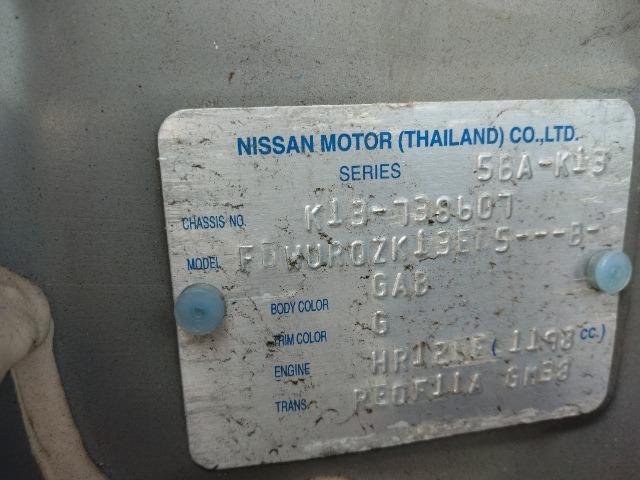 NISSAN MOTOR (THAILAND) CO.,LTD.
SERIES 5BA-K13
CHASSIS NO. K13-738607
MODEL
BODY COLOR GAB
TRIM COLOR G
ENGINE HR12DE (1198 CC.)
TRANS.